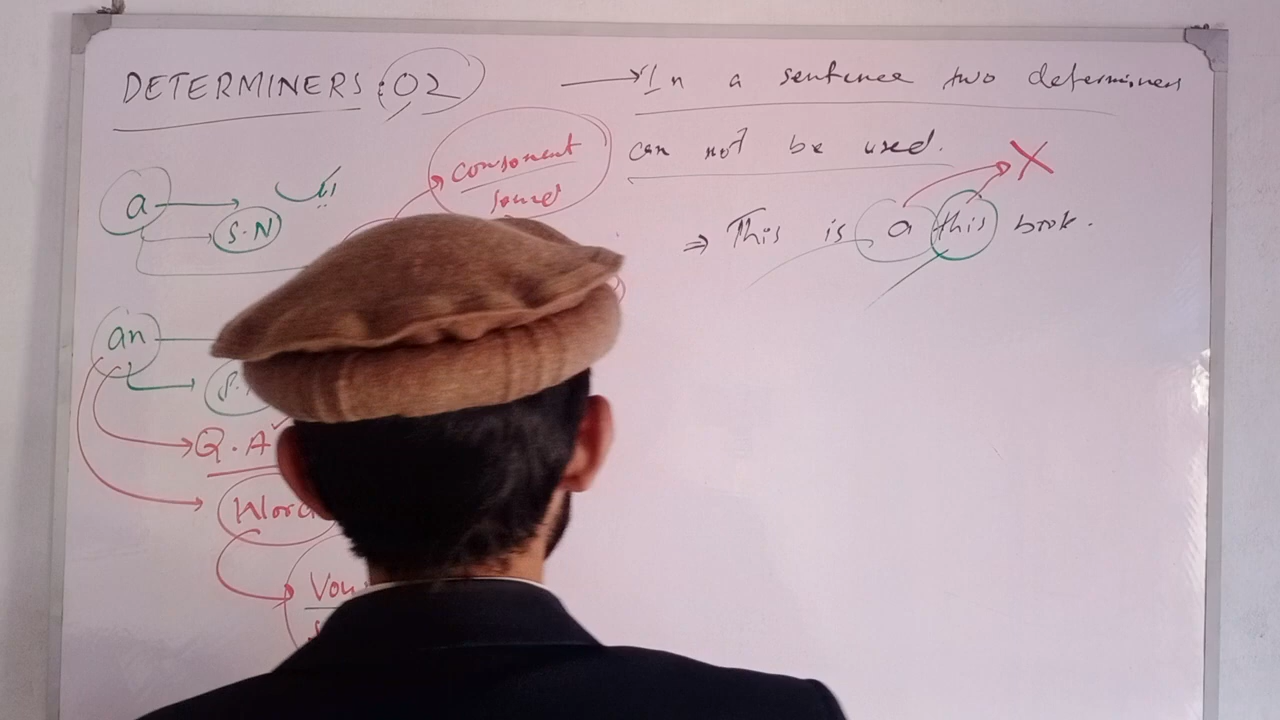 DETERMINERS : 02
→ In a sentence two determiners
can not be used.
consonent
sound
a → ایک
S.N
⇒ This is a this book. X
an
Q.A
Word
Vow